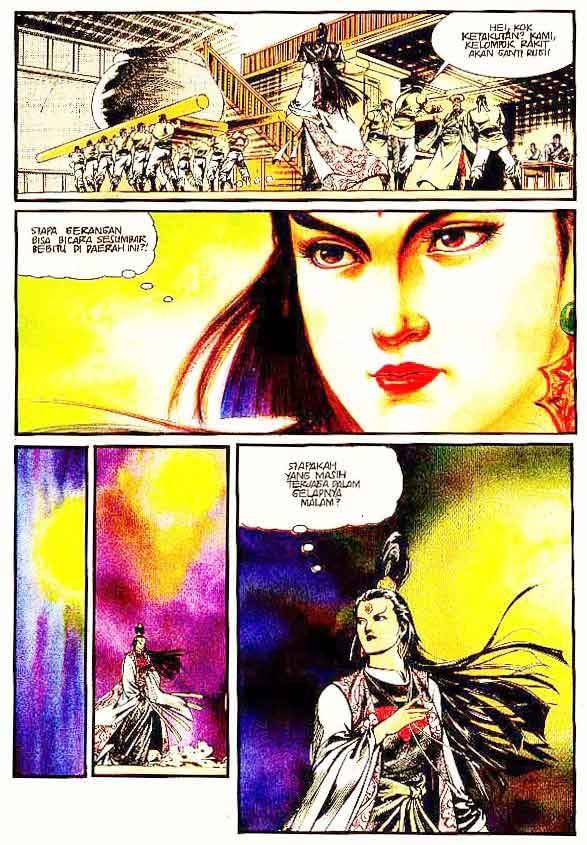 HEI, KOK
KETAKUTAN? KAMI,
KELOMPOK RAKIT
AKAN GANTI RUGI!
SIAPA GERANGAN
BISA BICARA SESUMBAR
BEBITU DI DAERAH INI?!
SIAPAKAH
YANG MASIH
TERJAGA DALAM
GELAPNYA
MALAM?